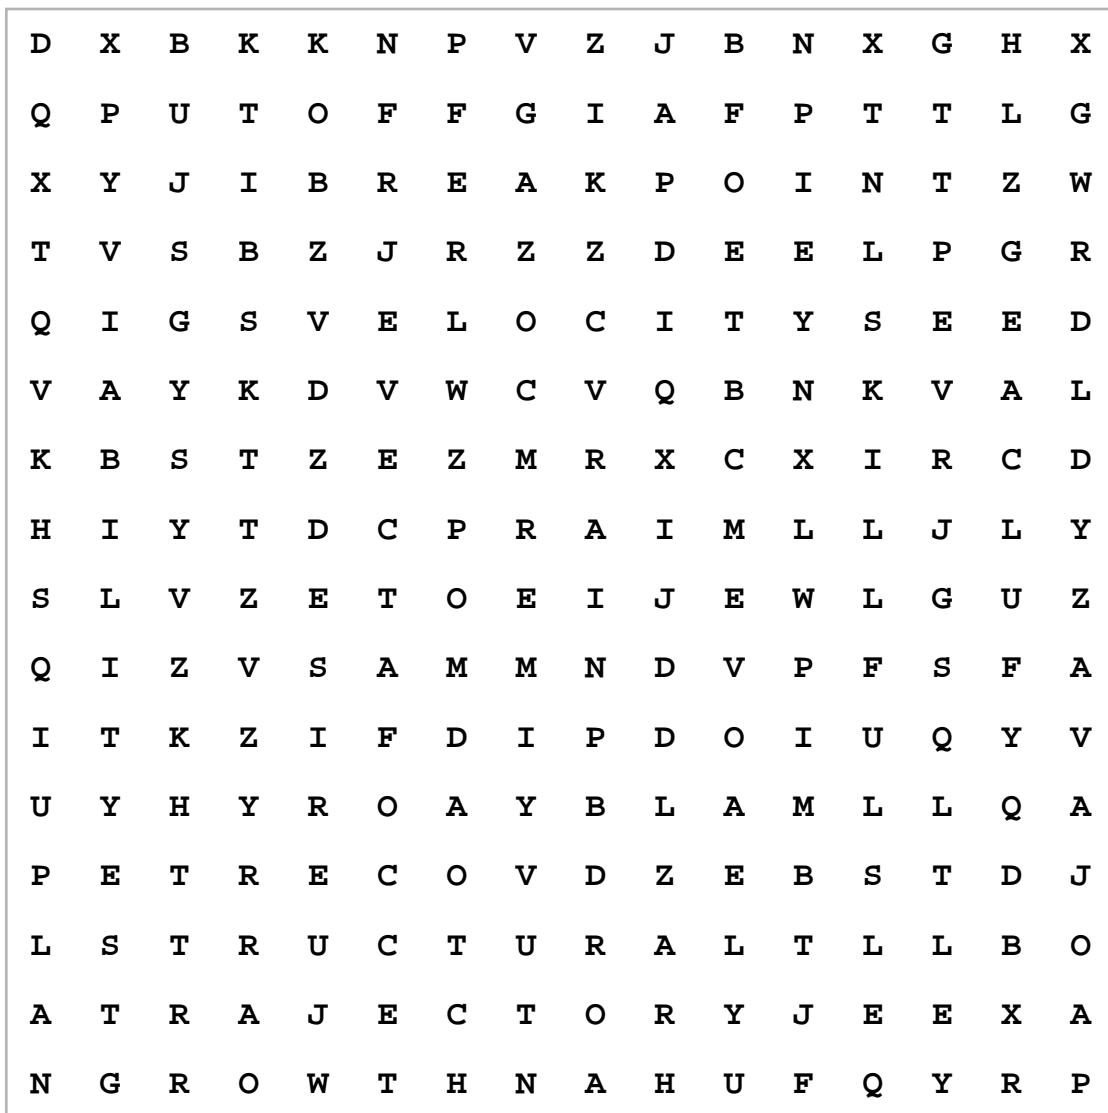 D X B K K N P V Z J B N X G H X
Q P U T O F F G I A F P T T L G
X Y J I B R E A K P O I N T Z W
T V S B Z J R Z Z D E E L P G R
Q I G S V E L O C I T Y S E E D
V A Y K D V W C V Q B N K V A L
K B S T Z E Z M R X C X I R C D
H I Y T D C P R A I M L L J L Y
S L V Z E T O E I J E W L G U Z
Q I Z V S A M M N D V P F S F A
I T K Z I F D I P D O I U Q Y V
U Y H Y R O A Y B L A M L L Q A
P E T R E C O V D Z E B S T D J
L S T R U C T U R A L T L L B O
A T R A J E C T O R Y J E E X A
N G R O W T H N A H U F Q Y R P